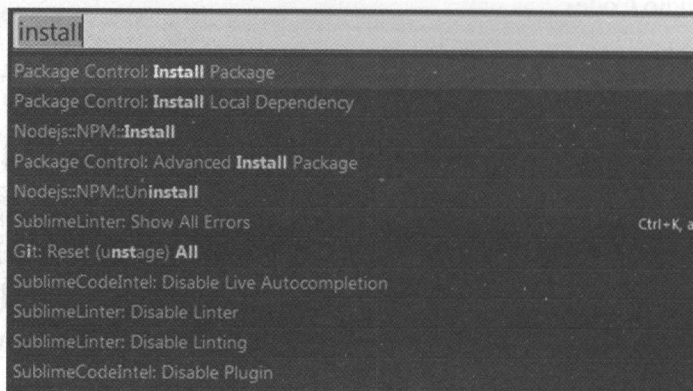 install
Package Control: Install Package
Package Control: Install Local Dependency
Nodejs::NPM::Install
Package Control: Advanced Install Package
Nodejs::NPM::Uninstall
SublimeLinter: Show All Errors Ctrl+K, a
Git: Reset (unstage) All
SublimeCodeIntel: Disable Live Autocompletion
SublimeLinter: Disable Linter
SublimeLinter: Disable Linting
SublimeCodeIntel: Disable Plugin